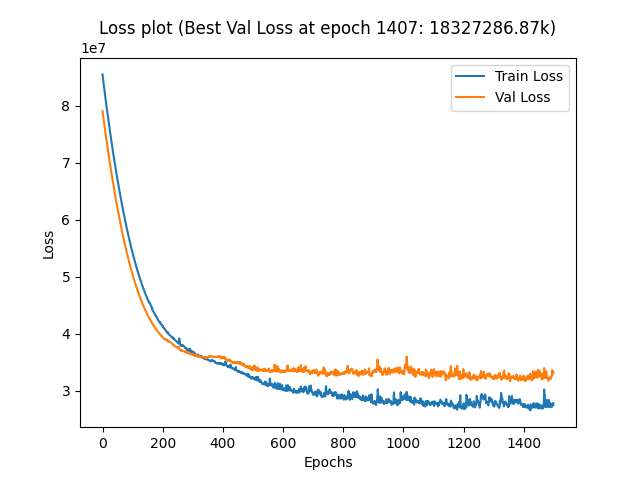 Loss plot (Best Val Loss at epoch 1407: 18327286.87k)
1e7
Train Loss
Val Loss
8
7
6
5
4
3
Loss
0 200 400 600 800 1000 1200 1400
Epochs